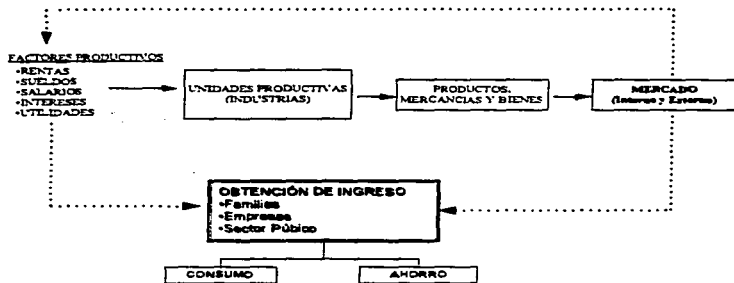 FACTORES PRODUCTIVOS
•RENTAS
•SUELDOS
•SALARIOS
•INTERESES
•UTILIDADES
UNIDADES PRODUCTIVAS
(INDUSTRIAS)
PRODUCTOS,
MERCANCIAS Y BIENES
MERCADO
(Interno y Externo)
OBTENCIÓN DE INGRESO
•Familias
•Empresas
•Sector Púbico
CONSUMO
AHORRO